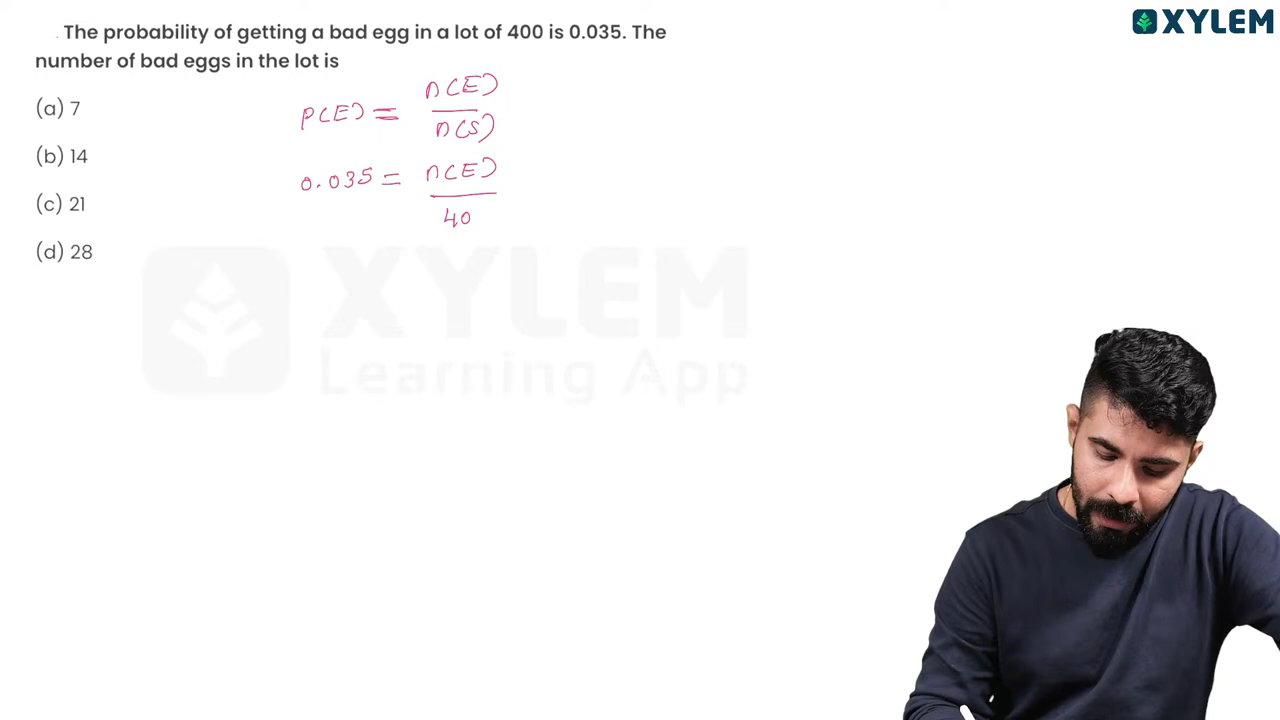 The probability of getting a bad egg in a lot of 400 is 0.035. The
number of bad eggs in the lot is
(a) 7
(b) 14
(c) 21
(d) 28
P(E) = n(E)
n(S)
0.035 = n(E)
40
XYLEM
XYLEM
Learning App